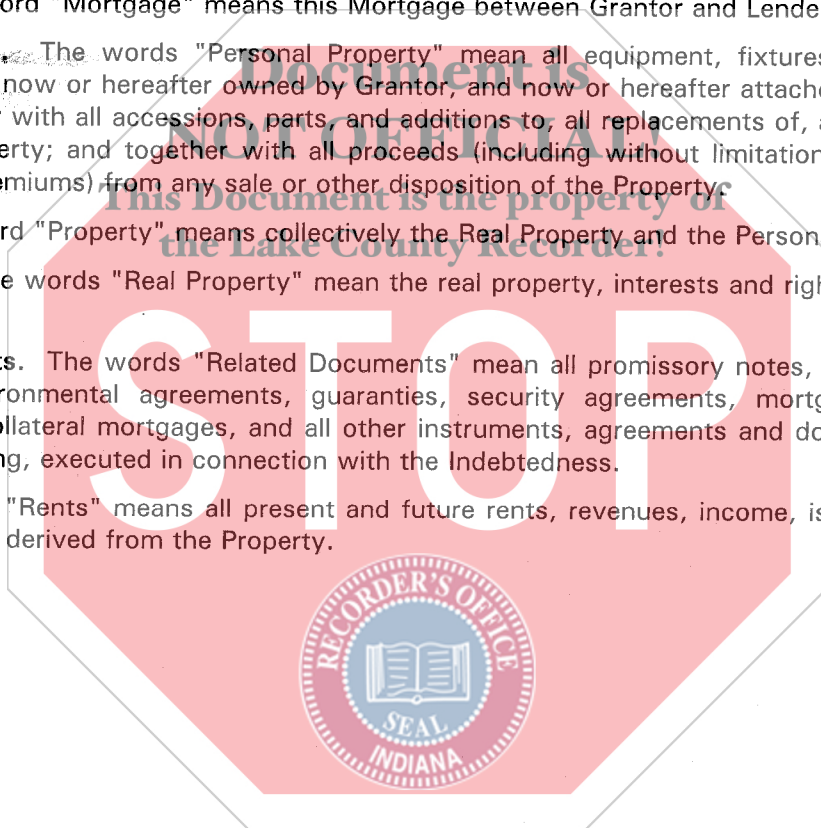 ord "Mortgage" means this Mortgage between Grantor and Lende
. The words "Personal Property" mean all equipment, fixtures
now or hereafter owned by Grantor, and now or hereafter attache
with all accessions, parts, and additions to, all replacements of, a
erty; and together with all proceeds (including without limitation
emiums) from any sale or other disposition of the Property.
rd "Property" means collectively the Real Property and the Person
e words "Real Property" mean the real property, interests and righ
ts. The words "Related Documents" mean all promissory notes,
ronmental agreements, guaranties, security agreements, mortg
ollateral mortgages, and all other instruments, agreements and do
ng, executed in connection with the Indebtedness.
"Rents" means all present and future rents, revenues, income, is
derived from the Property.
Document is
NOT OFFICIAL
This Document is the property of
the Lake County Recorder!
STOP
RECORDER'S OFFICE
SEAL
INDIANA